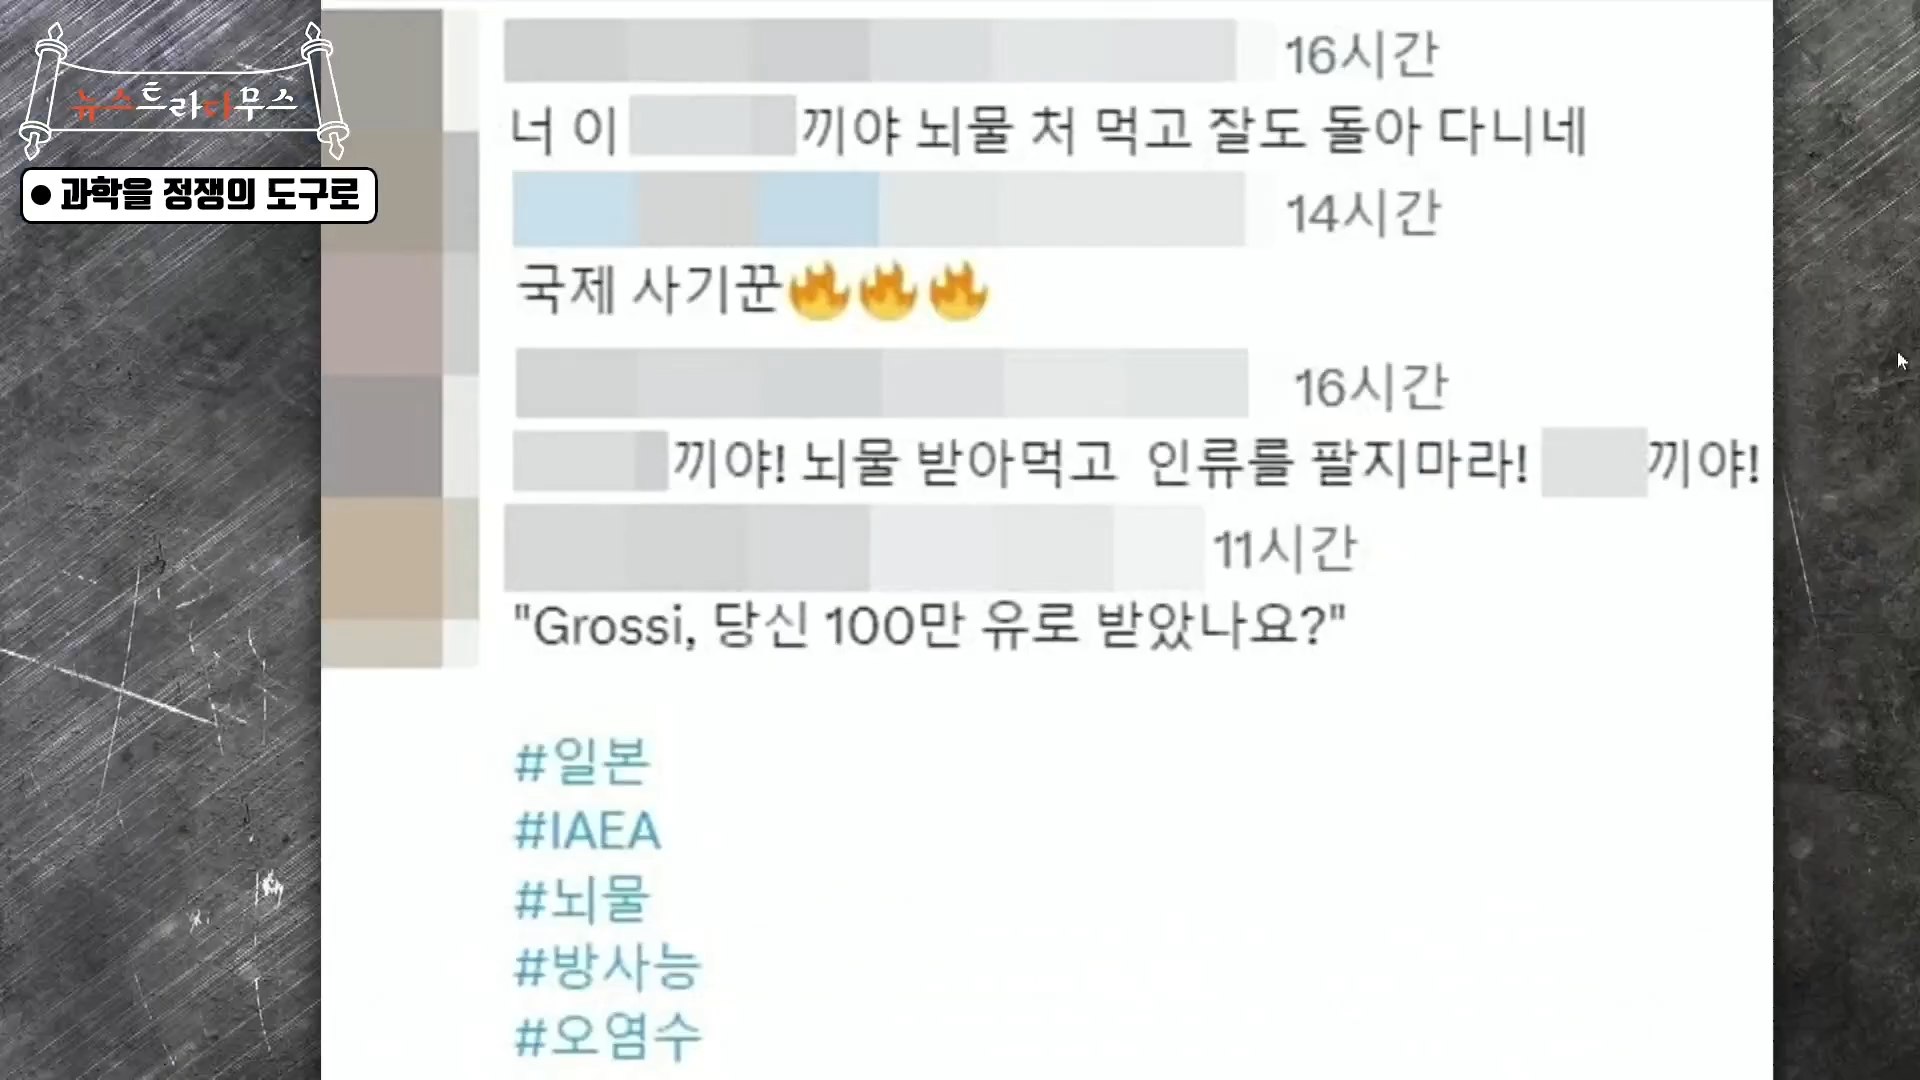 뉴스트라다무스
● 과학을 정쟁의 도구로
16시간
너 이 끼야 뇌물 처 먹고 잘도 돌아 다니네
14시간
국제 사기꾼🔥🔥🔥
16시간
끼야! 뇌물 받아먹고 인류를 팔지마라! 끼야!
11시간
"Grossi, 당신 100만 유로 받았나요?"
#일본
#IAEA
#뇌물
#방사능
#오염수